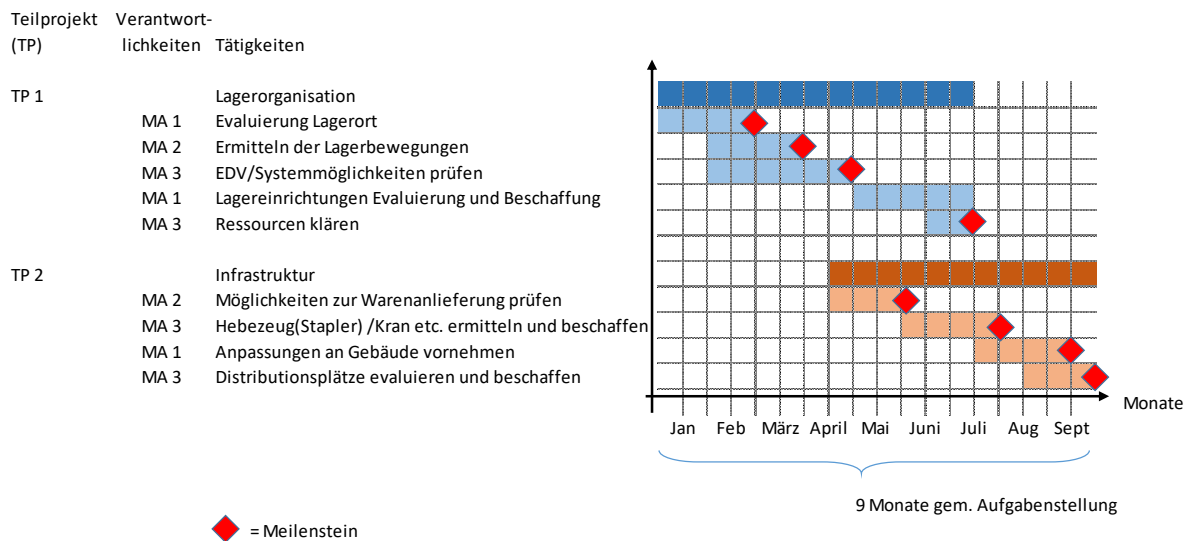 Teilprojekt Verantwort-
(TP) lichkeiten Tätigkeiten
TP 1 Lagerorganisation
MA 1 Evaluierung Lagerort
MA 2 Ermitteln der Lagerbewegungen
MA 3 EDV/Systemmöglichkeiten prüfen
MA 1 Lagereinrichtungen Evaluierung und Beschaffung
MA 3 Ressourcen klären
TP 2 Infrastruktur
MA 2 Möglichkeiten zur Warenanlieferung prüfen
MA 3 Hebezeug(Stapler) /Kran etc. ermitteln und beschaffen
MA 1 Anpassungen an Gebäude vornehmen
MA 3 Distributionsplätze evaluieren und beschaffen
Monate
Jan Feb März April Mai Juni Juli Aug Sept
9 Monate gem. Aufgabenstellung
= Meilenstein